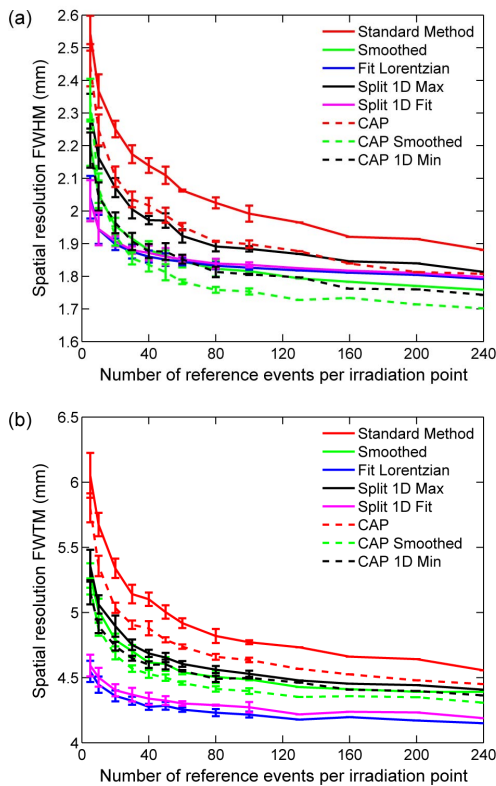 (a)
2.6
2.5
2.4
2.3
2.2
2.1
2
1.9
1.8
1.7
1.6
Spatial resolution FWHM (mm)
Standard Method
Smoothed
Fit Lorentzian
Split 1D Max
Split 1D Fit
CAP
CAP Smoothed
CAP 1D Min
0 40 80 120 160 200 240
Number of reference events per irradiation point
(b)
6.5
6
5.5
5
4.5
4
Spatial resolution FWTM (mm)
Standard Method
Smoothed
Fit Lorentzian
Split 1D Max
Split 1D Fit
CAP
CAP Smoothed
CAP 1D Min
0 40 80 120 160 200 240
Number of reference events per irradiation point